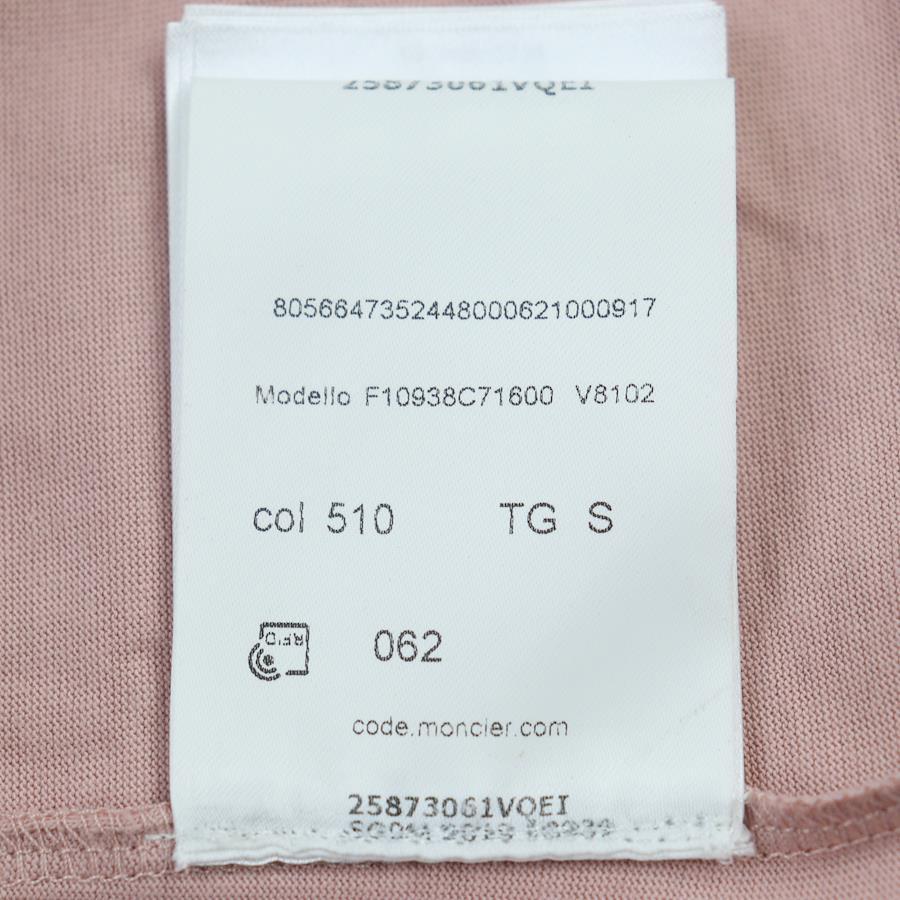 25873061VQEI
8056647352448000621000917
Modello F10938C71600 V8102
col 510 TG S
RFID 062
code.moncler.com
25873061VQEI